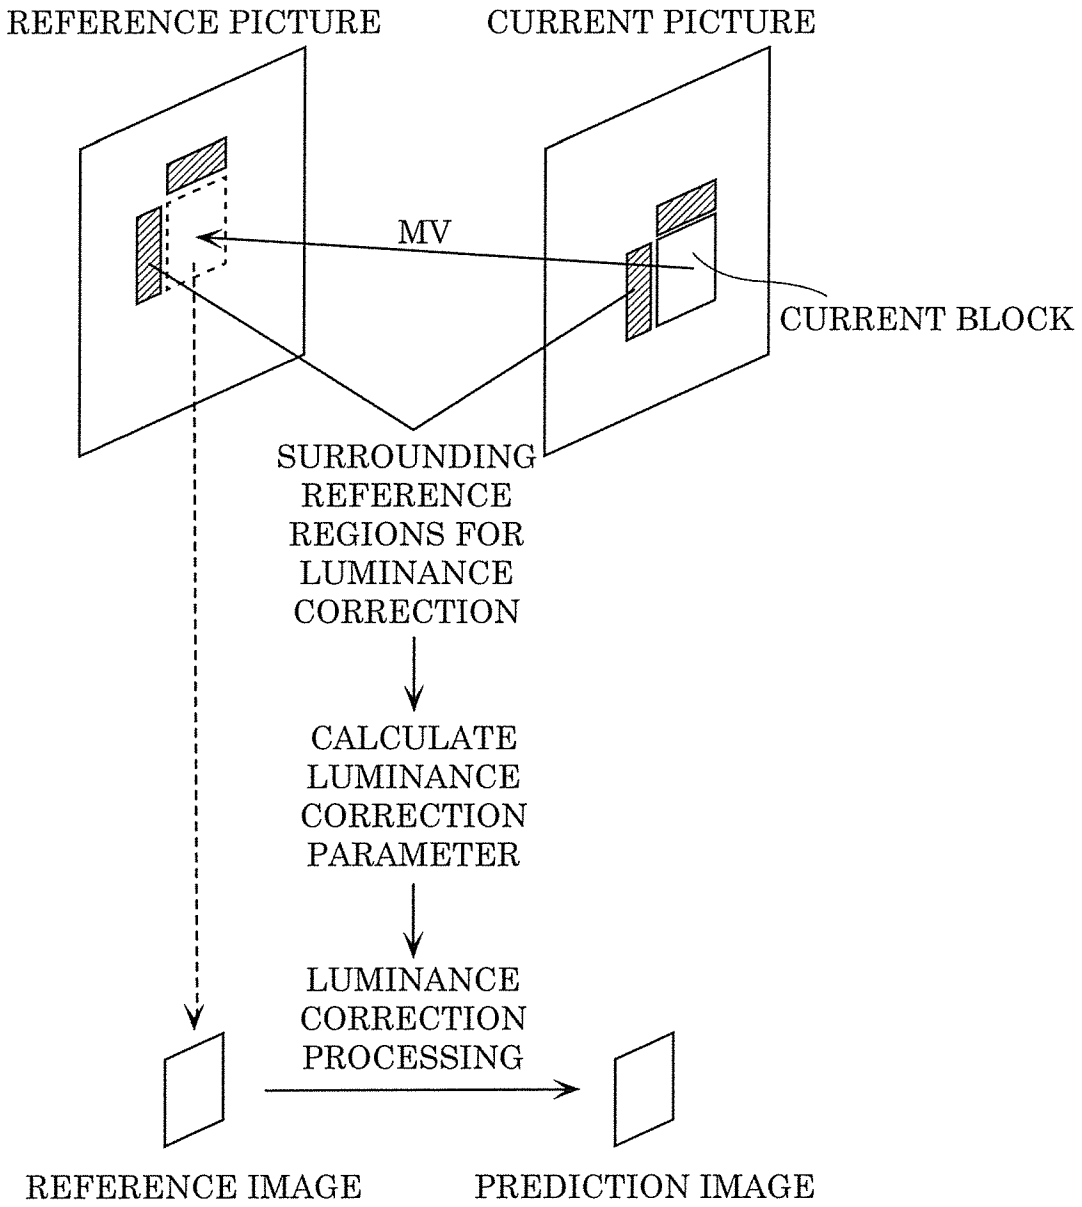 REFERENCE PICTURE
CURRENT PICTURE
MV
CURRENT BLOCK
SURROUNDING
REFERENCE
REGIONS FOR
LUMINANCE
CORRECTION
CALCULATE
LUMINANCE
CORRECTION
PARAMETER
LUMINANCE
CORRECTION
PROCESSING
REFERENCE IMAGE
PREDICTION IMAGE